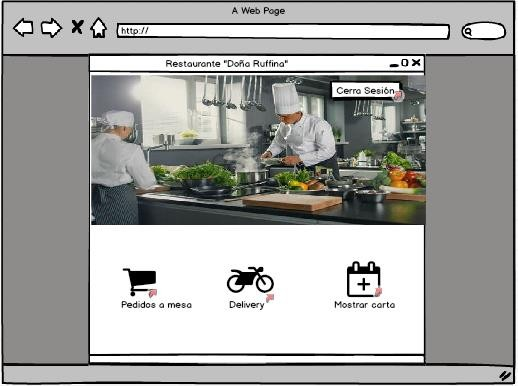 A Web Page
http://
Restaurante "Doña Ruffina"
Cerra Sesión
Pedidos a mesa
Delivery
Mostrar carta